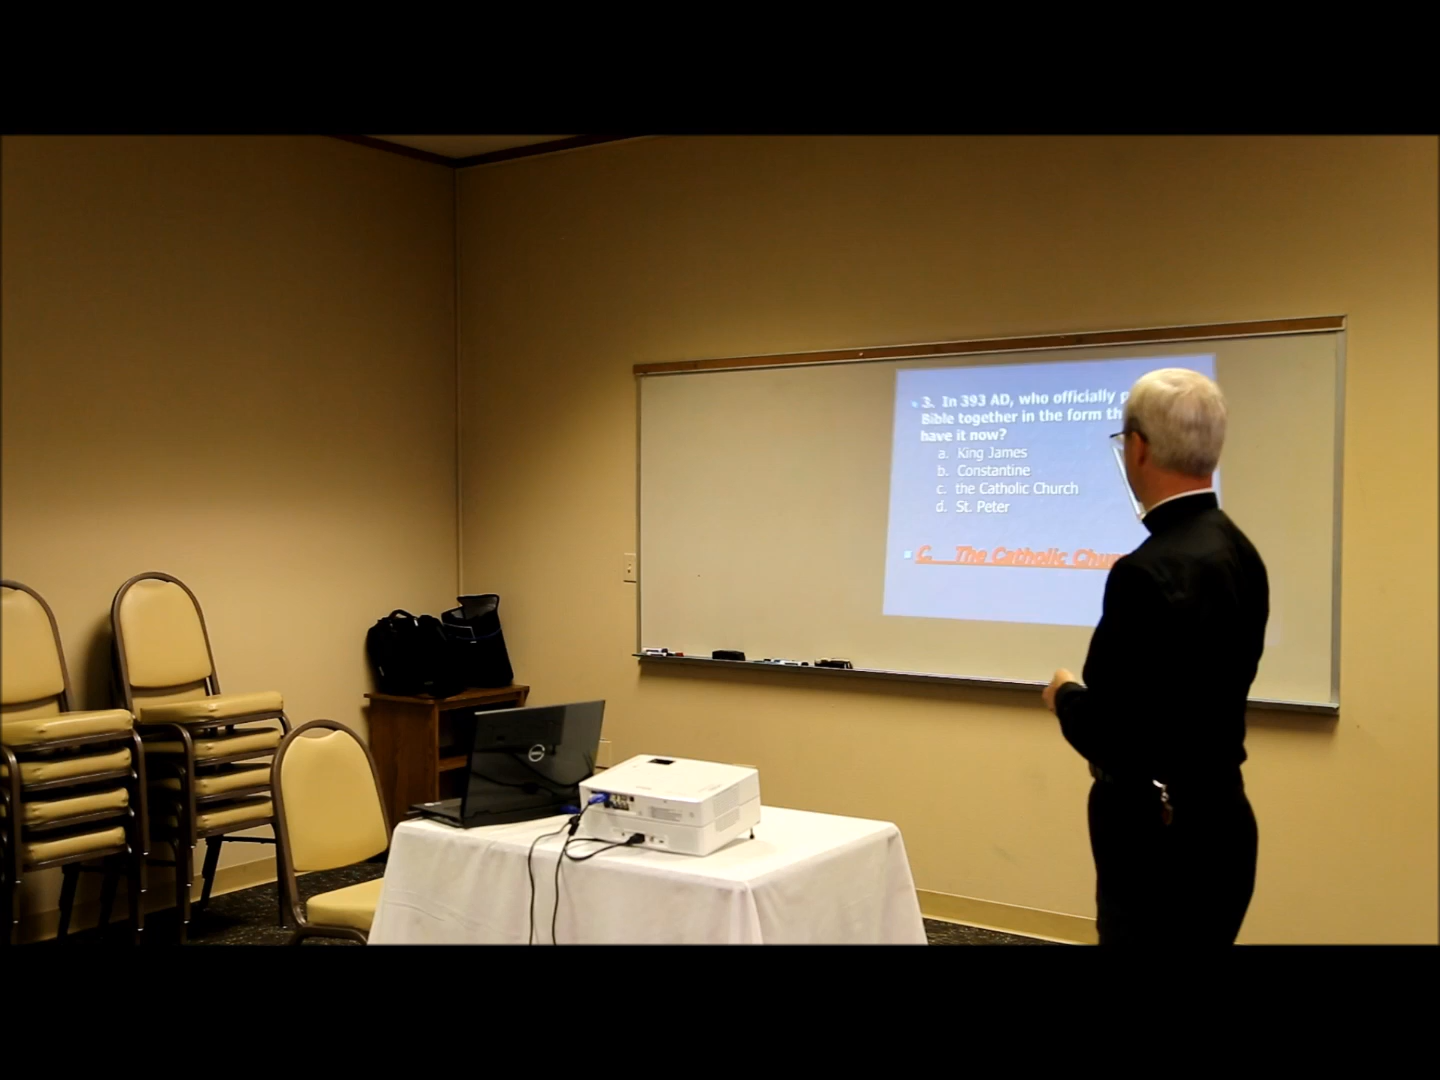 3. In 393 AD, who officially
Bible together in the form
have it now?
a. King James
b. Constantine
c. the Catholic Church
d. St. Peter
C. The Catholic
DELL